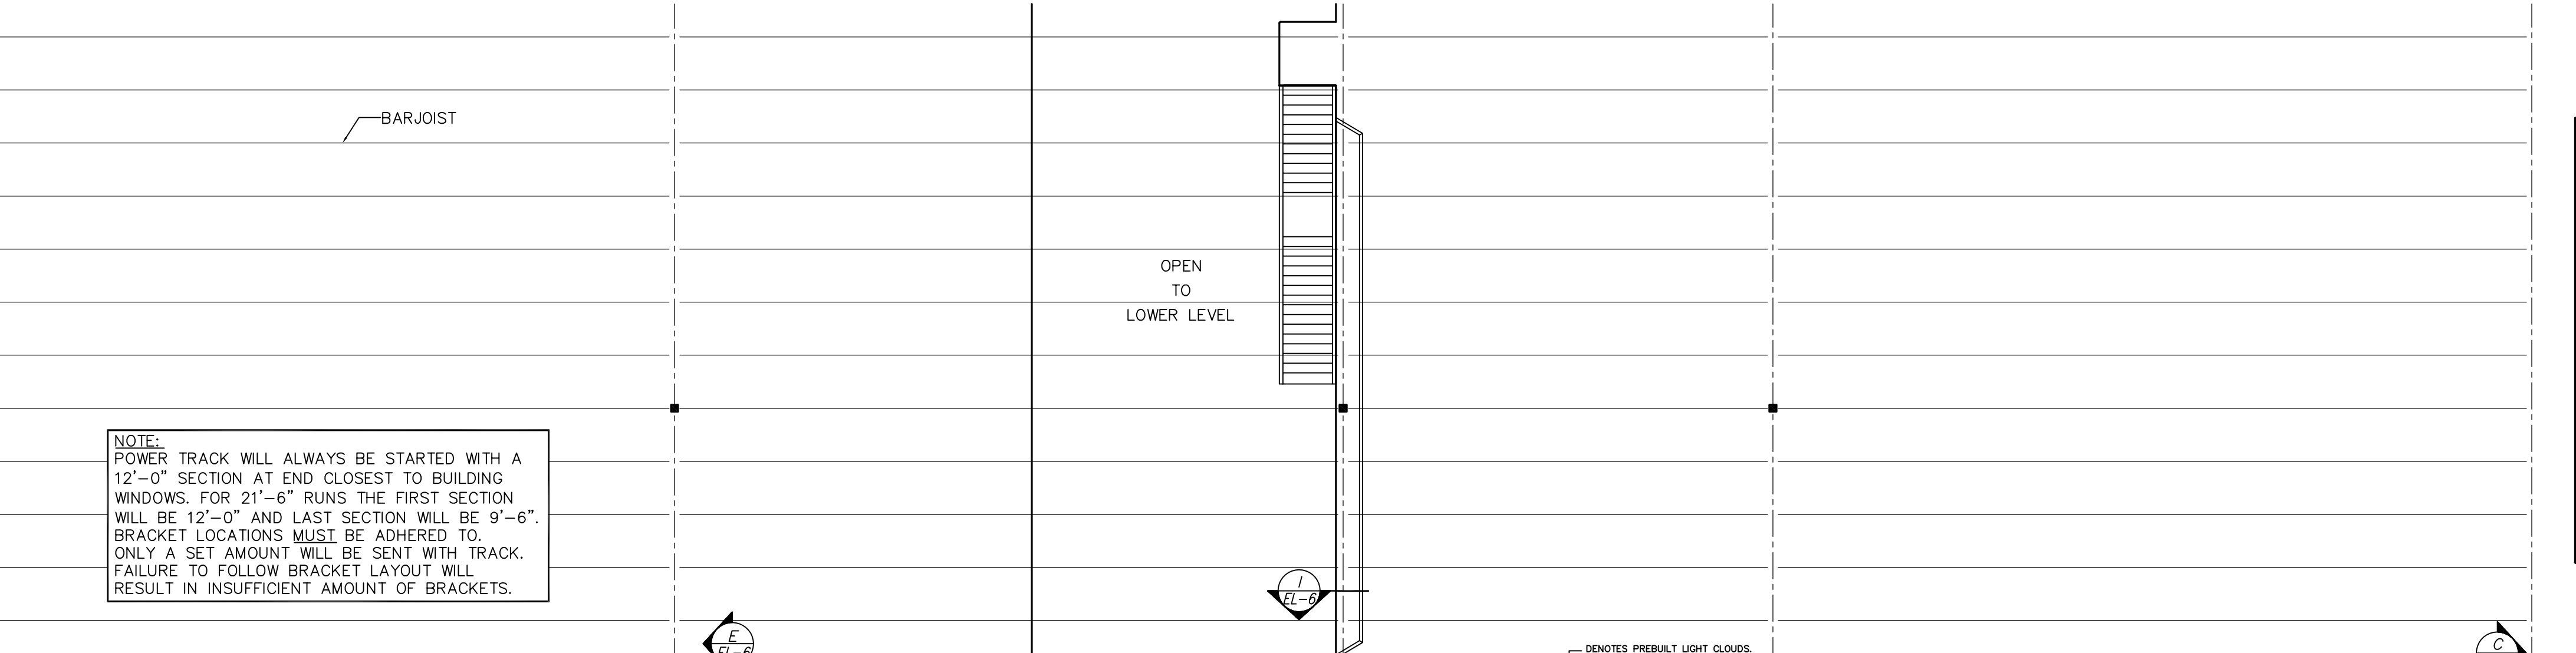 BARJOIST
OPEN
TO
LOWER LEVEL
NOTE:
POWER TRACK WILL ALWAYS BE STARTED WITH A
12'-0" SECTION AT END CLOSEST TO BUILDING
WINDOWS. FOR 21'-6" RUNS THE FIRST SECTION
WILL BE 12'-0" AND LAST SECTION WILL BE 9'-6".
BRACKET LOCATIONS MUST BE ADHERED TO.
ONLY A SET AMOUNT WILL BE SENT WITH TRACK.
FAILURE TO FOLLOW BRACKET LAYOUT WILL
RESULT IN INSUFFICIENT AMOUNT OF BRACKETS.
I
EL-6
E
EL-6
DENOTES PREBUILT LIGHT CLOUDS.
C